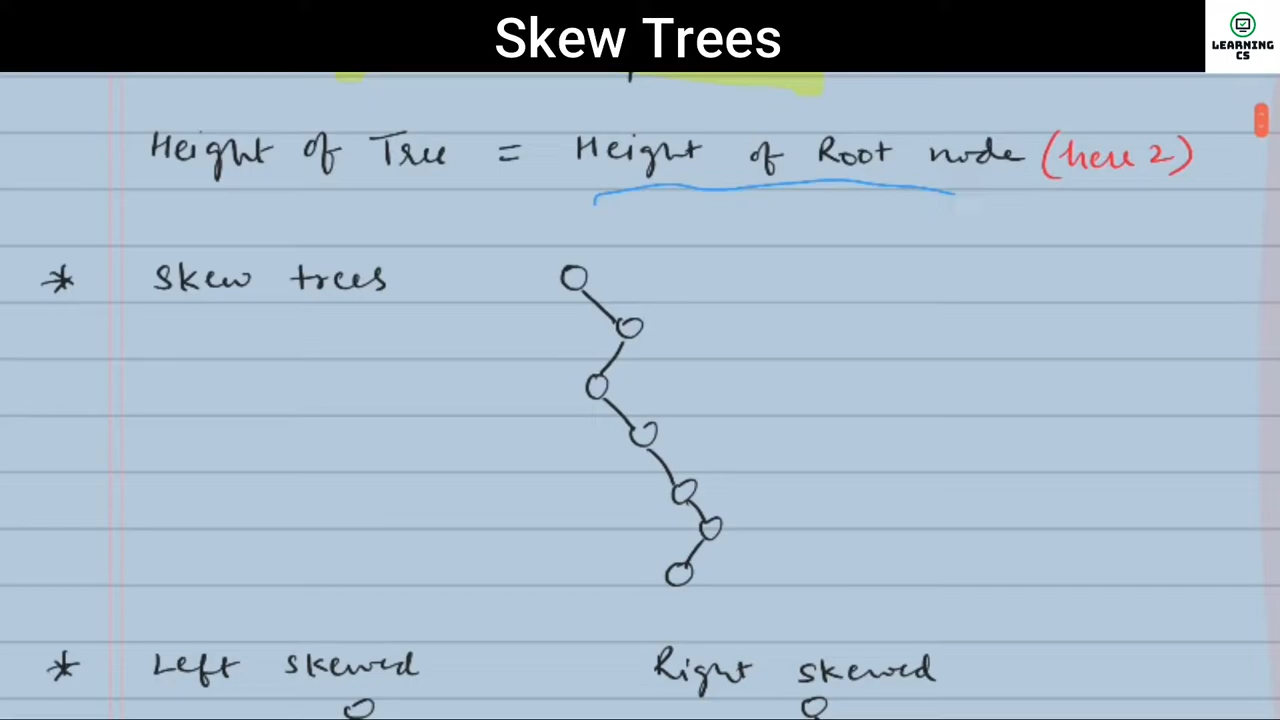 Skew Trees
LEARNING
CS
Height of Tree = Height of Root node (here 2)
* Skew trees
* Left skewed Right skewed